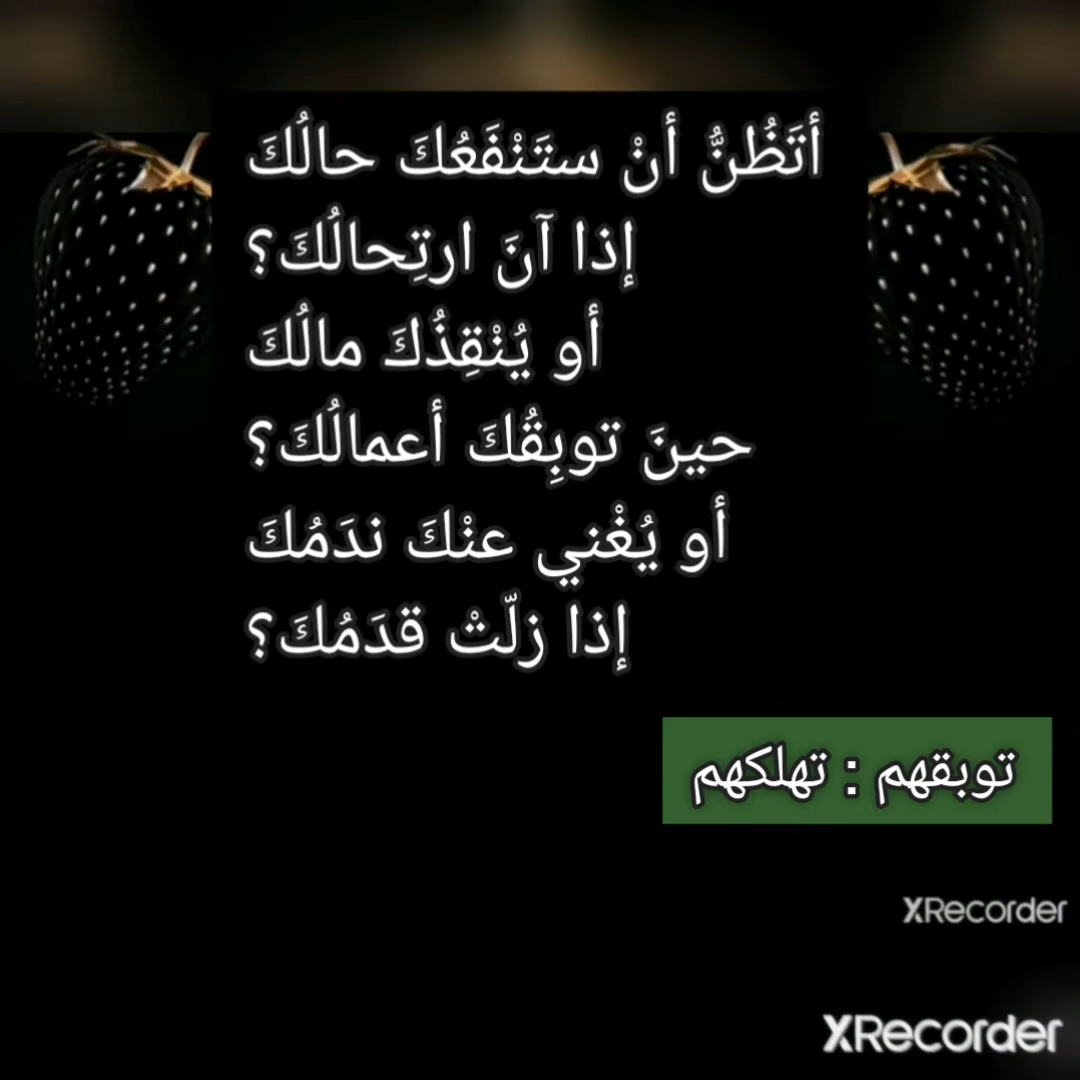 أتَظُنُّ أنْ ستَنْفَعُكَ حالُكَ
إذا آنَ ارتِحالُكَ؟
أو يُنْقِذُكَ مالُكَ
حينَ توبِقُكَ أعمالُكَ؟
أو يُغْني عنْكَ ندَمُكَ
إذا زلّتْ قدَمُكَ؟
توبقهم : تهلكهم
XRecorder
XRecorder